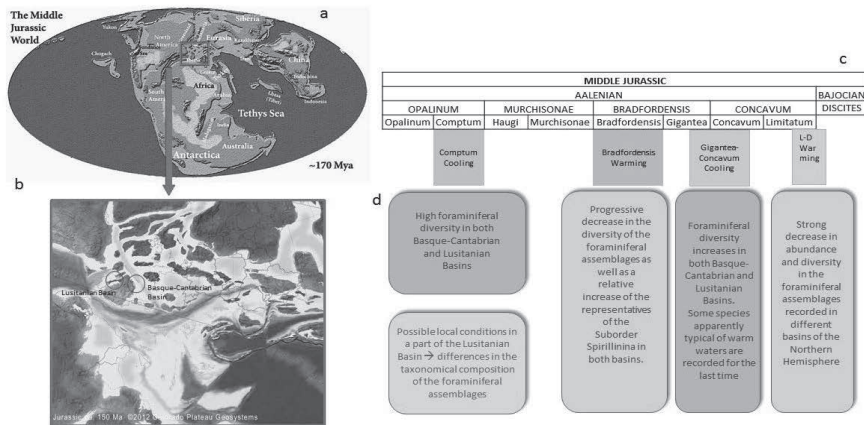 a
The Middle
Jurassic
World
Yukon
North
America
Siberia
Eurasia
Chugach
China
Indochina
Indonesia
Africa
Arabia
South
America
Tethys Sea
India
Australia
Antarctica
~170 Mya
b
Lusitanian Basin
Basque-Cantabrian
Basin
©2012
Plateau Geosystems
c
MIDDLE JURASSIC
AALENIAN
BAJOCIAN
OPALINUM
MURCHISONAE
BRADFORDENSIS
CONCAVUM
DISCITES
Opalinum
Comptum
Haugi
Murchisonae
Bradfordensis
Gigantea
Concavum
Limitatum
Comptum
Cooling
Bradfordensis
Warming
Gigantea-
Concavum
Cooling
L-D
War
ming
d
High foraminiferal
diversity in both
Basque-Cantabrian
and Lusitanian
Basins
Possible local conditions in
a part of the Lusitanian
Basin → differences in the
taxonomical composition
of the foraminiferal
assemblages
Progressive
decrease in the
diversity of the
foraminiferal
assemblages as
well as a
relative
increase of the
representatives
of the
Suborder
Spirillinina in
both basins.
Foraminiferal
diversity
increases in
both Basque-
Cantabrian and
Lusitanian
Basins.
Some species
apparently
typical of warm
waters are
recorded for the
last time
Strong
decrease in
abundance
and diversity
in the
foraminiferal
assemblages
recorded in
different
basins of the
Northern
Hemisphere